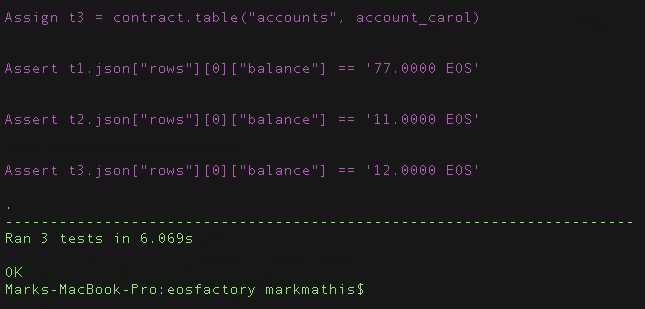 Assign t3 = contract.table("accounts", account_carol)
Assert t1.json["rows"][0]["balance"] == '77.0000 EOS'
Assert t2.json["rows"][0]["balance"] == '11.0000 EOS'
Assert t3.json["rows"][0]["balance"] == '12.0000 EOS'
.
----------------------------------------------------------------------
Ran 3 tests in 6.069s
OK
Marks-MacBook-Pro:eosfactory markmathis$